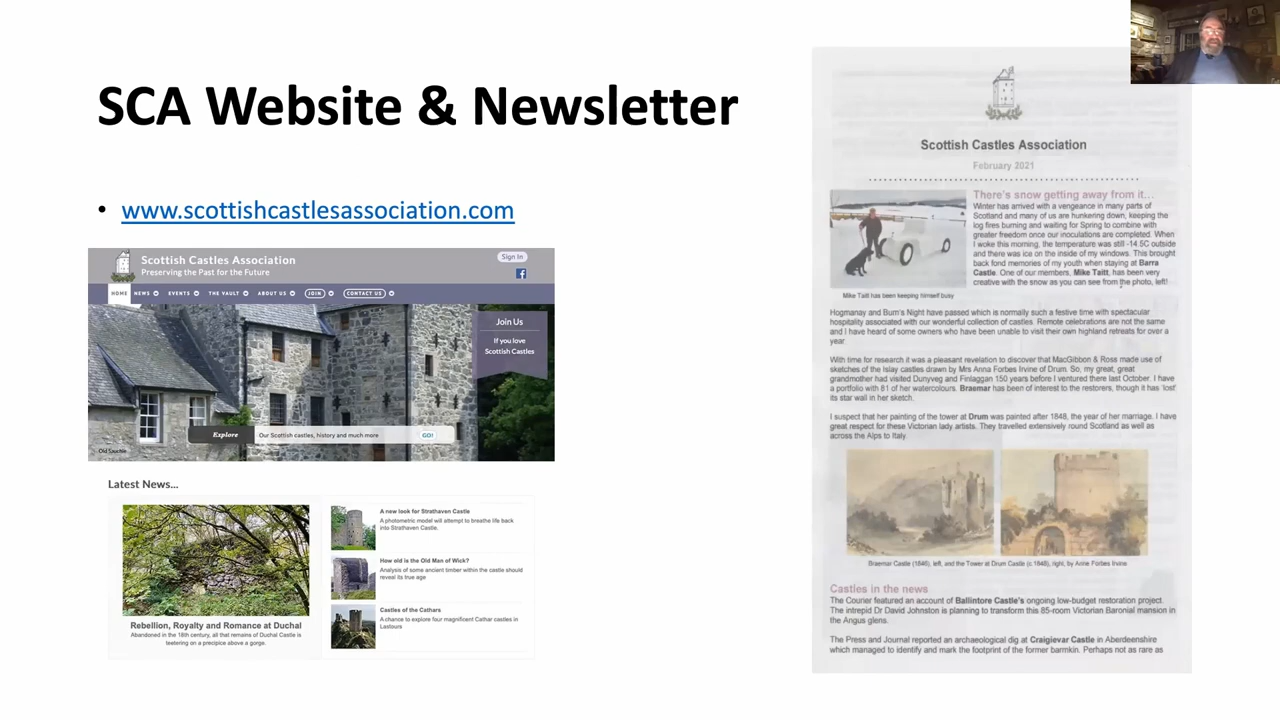 SCA Website & Newsletter
• www.scottishcastlesassociation.com
Scottish Castles Association
Preserving the Past for the Future
Sign In
HOME NEWS EVENTS THE VAULT ABOUT US JOIN CONTACT US
Join Us
If you love
Scottish Castles
Explore Our Scottish castles, history and much more GO!
Old Sauchie
Latest News...
Rebellion, Royalty and Romance at Duchal
Abandoned in the 18th century, all that remains of Duchal Castle is
teetering on a precipice above a gorge.
A new look for Strathaven Castle
A photometric model will attempt to breathe life back
into Strathaven Castle.
How old is the Old Man of Wick?
Analysis of some ancient timber within the castle should
reveal its true age
Castles of the Cathars
A chance to explore four magnificent Cathar castles in
Lastours
Scottish Castles Association
February 2021
There's snow getting away from it…
Winter has arrived with a vengeance in many parts of
Scotland and many of us are hunkering down, keeping the
log fires burning and waiting for Spring to combine with
greater freedom once our inoculations are completed. When
I woke this morning, the temperature was still -14.5C outside
and there was ice on the inside of my windows. This brought
back fond memories of my youth when staying at Barra
Castle. One of our members, Mike Taitt, has been very
creative with the snow as you can see from the photo, left!
Mike Taitt has been keeping himself busy
Hogmanay and Burn's Night have passed which is normally such a festive time with spectacular
hospitality associated with our wonderful collection of castles. Remote celebrations are not the same
and I have heard of some owners who have been unable to visit their own highland retreats for over a
year.
With time for research it was a pleasant revelation to discover that MacGibbon & Ross made use of
sketches of the Islay castles drawn by Mrs Anna Forbes Irvine of Drum. So, my great, great
grandmother had visited Dunyveg and Finlaggan 150 years before I ventured there last October. I have
a portfolio with 81 of her watercolours. Braemar has been of interest to the restorers, though it has 'lost'
its star wall in her sketch.
I suspect that her painting of the tower at Drum was painted after 1848, the year of her marriage. I have
great respect for these Victorian lady artists. They travelled extensively round Scotland as well as
across the Alps to Italy.
Braemar Castle (1846), left, and the Tower at Drum Castle (c.1848), right, by Anne Forbes Irvine
Castles in the news
The Courier featured an account of Ballintore Castle's ongoing low-budget restoration project.
The intrepid Dr David Johnston is planning to transform this 85-room Victorian Baronial mansion in
the Angus glens.
The Press and Journal reported an archaeological dig at Craigievar Castle in Aberdeenshire
which managed to identify and mark the footprint of the former barmkin. Perhaps not as rare as